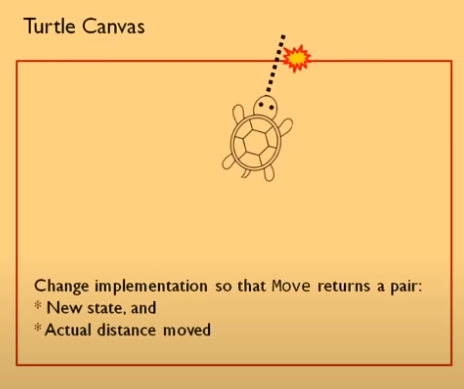 Turtle Canvas
Change implementation so that Move returns a pair:
* New state, and
* Actual distance moved